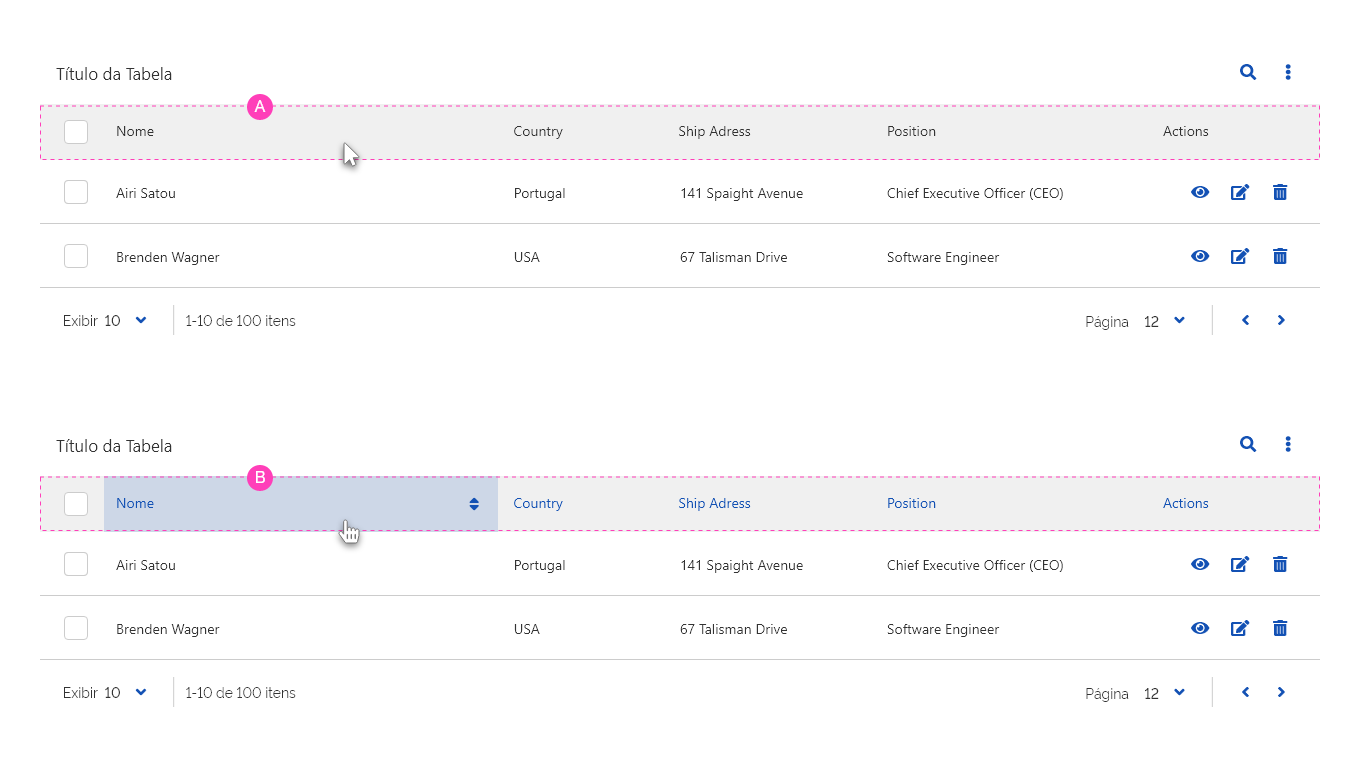 Título da Tabela
A
Nome Country Ship Adress Position Actions
Airi Satou Portugal 141 Spaight Avenue Chief Executive Officer (CEO)
Brenden Wagner USA 67 Talisman Drive Software Engineer
Exibir 10 1-10 de 100 itens Página 12
Título da Tabela
B
Nome Country Ship Adress Position Actions
Airi Satou Portugal 141 Spaight Avenue Chief Executive Officer (CEO)
Brenden Wagner USA 67 Talisman Drive Software Engineer
Exibir 10 1-10 de 100 itens Página 12